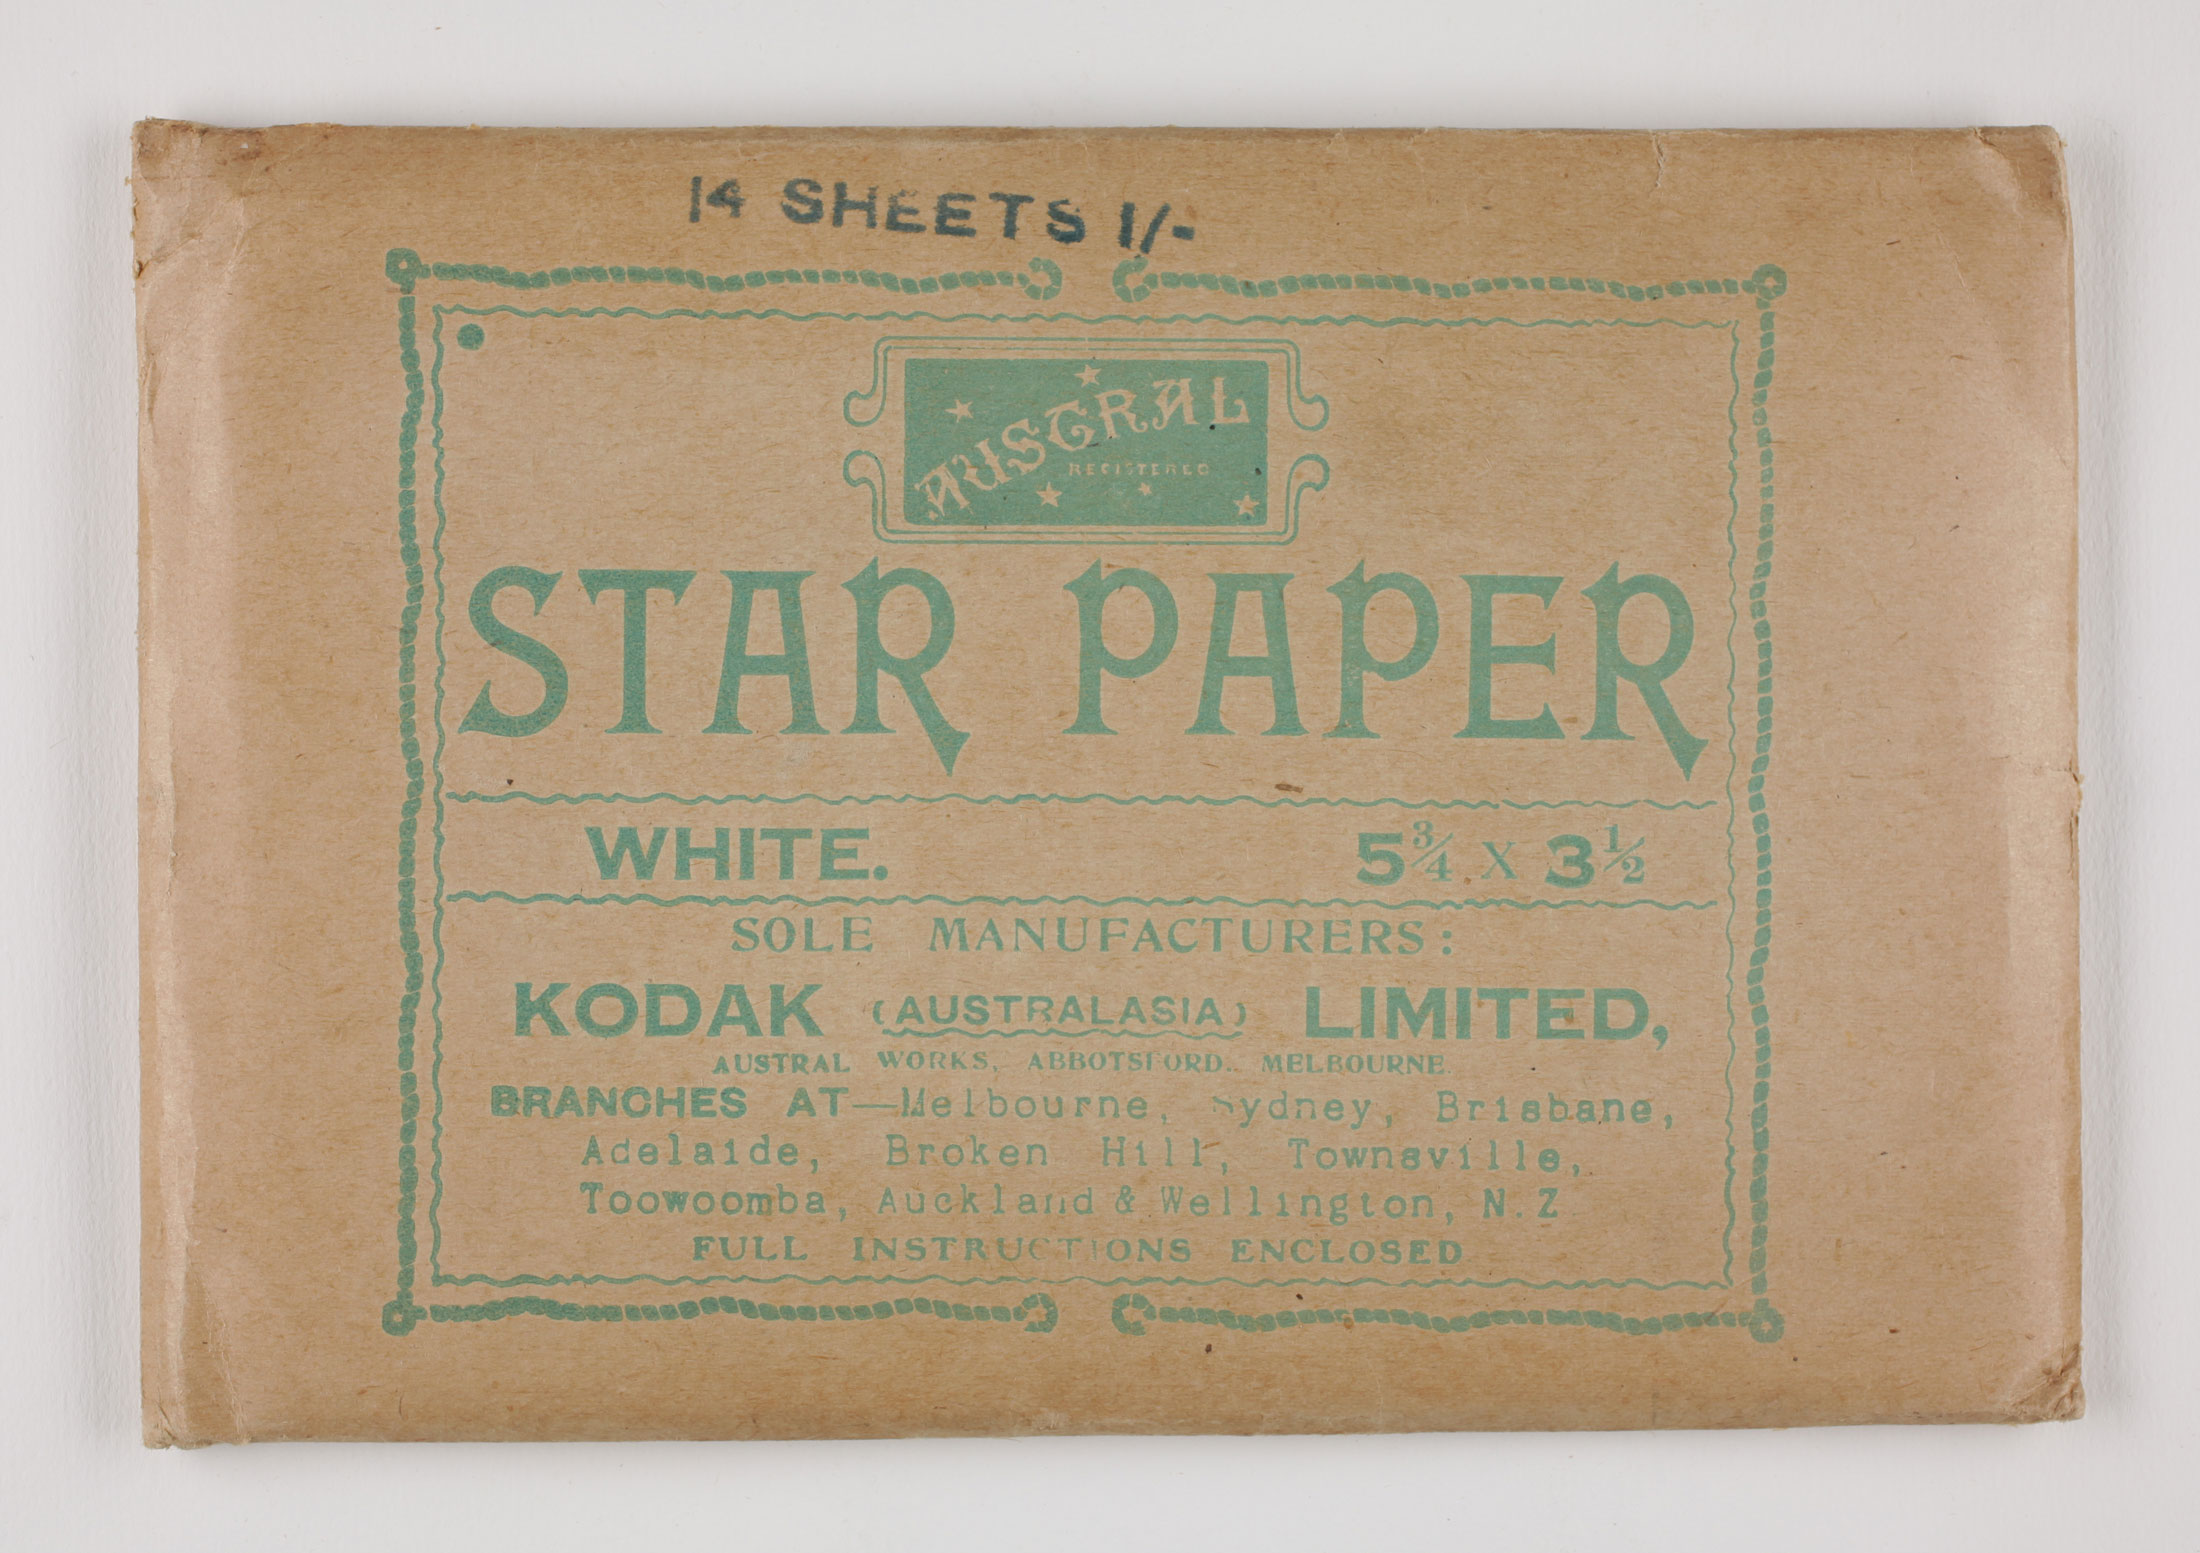 14 SHEETS 1/-
AUSTRAL
REGISTERED
STAR PAPER
WHITE. 5¾ X 3½
SOLE MANUFACTURERS:
KODAK (AUSTRALASIA) LIMITED,
AUSTRAL WORKS, ABBOTSFORD, MELBOURNE.
BRANCHES AT—Melbourne, Sydney, Brisbane,
Adelaide, Broken Hill, Townsville,
Toowoomba, Auckland & Wellington, N.Z
FULL INSTRUCTIONS ENCLOSED